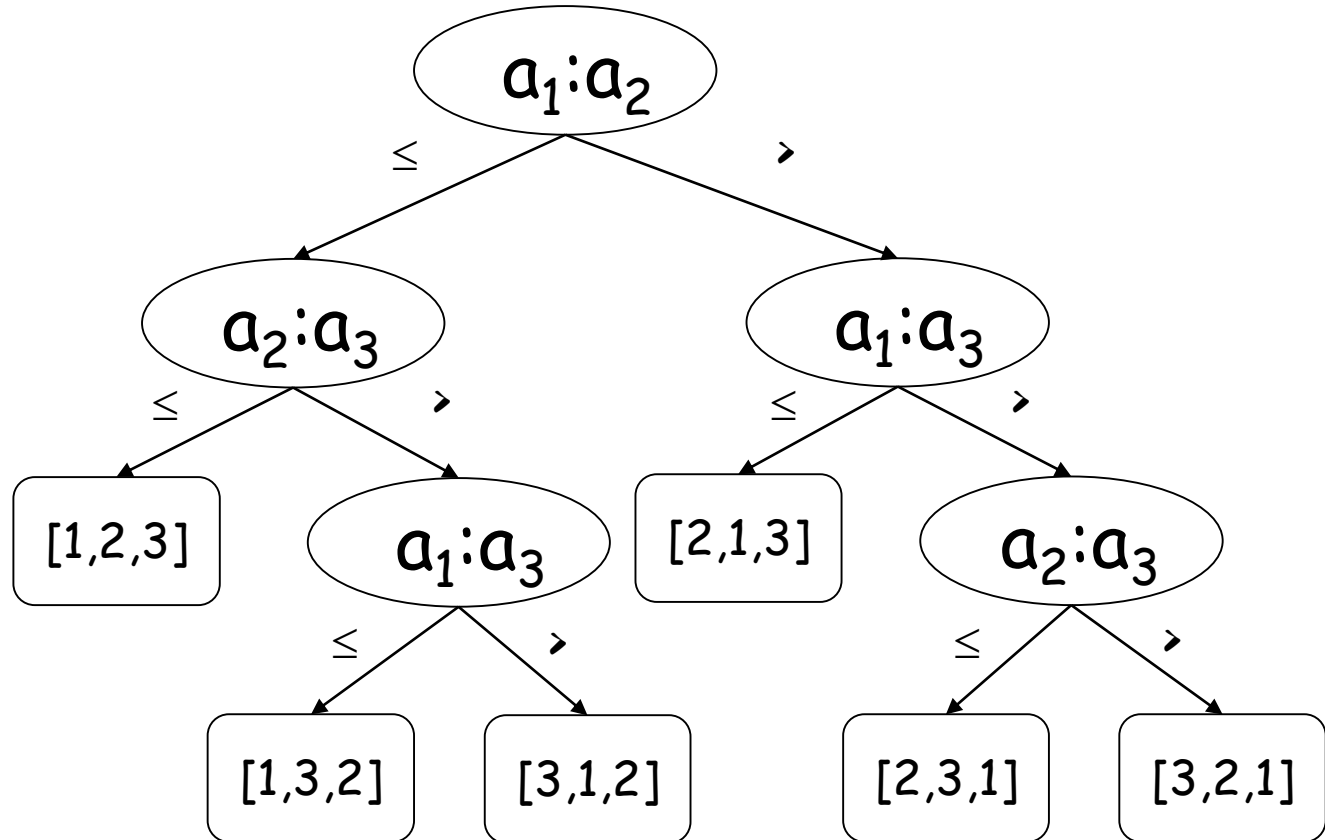 a₁:a₂
≤ >
a₂:a₃ a₁:a₃
≤ > ≤ >
[1,2,3] a₁:a₃ [2,1,3] a₂:a₃
≤ > ≤ >
[1,3,2] [3,1,2] [2,3,1] [3,2,1]